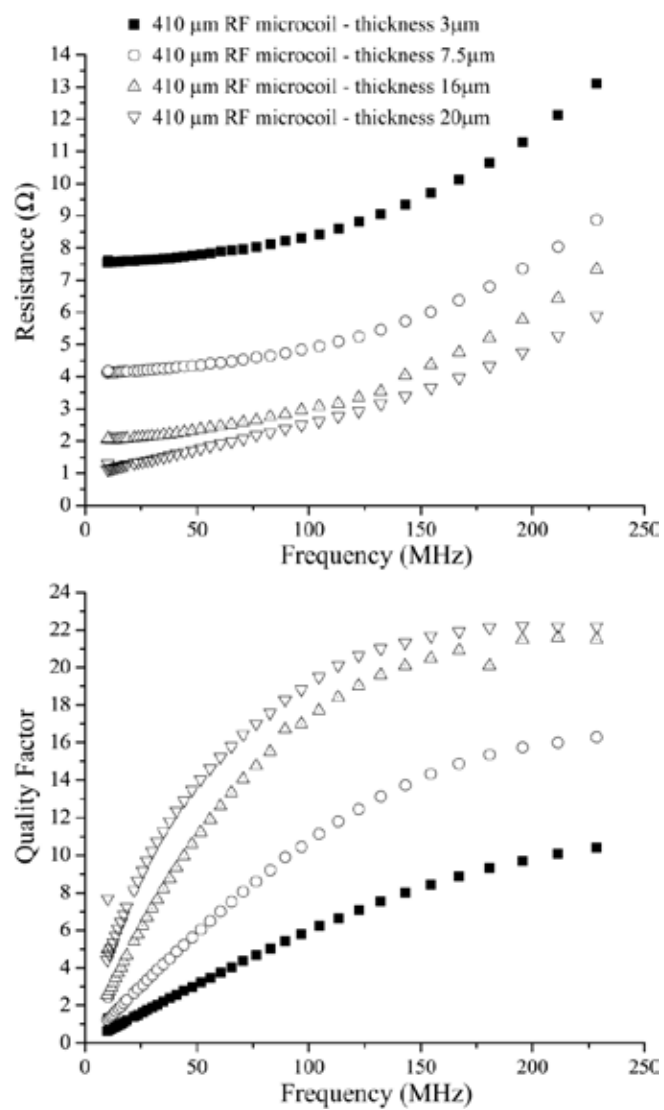 410 μm RF microcoil - thickness 3μm
410 μm RF microcoil - thickness 7.5μm
410 μm RF microcoil - thickness 16μm
410 μm RF microcoil - thickness 20μm
14
13
12
11
10
9
8
7
6
5
4
3
2
1
0
Resistance (Ω)
0 50 100 150 200 250
Frequency (MHz)
24
22
20
18
16
14
12
10
8
6
4
2
0
Quality Factor
0 50 100 150 200 250
Frequency (MHz)